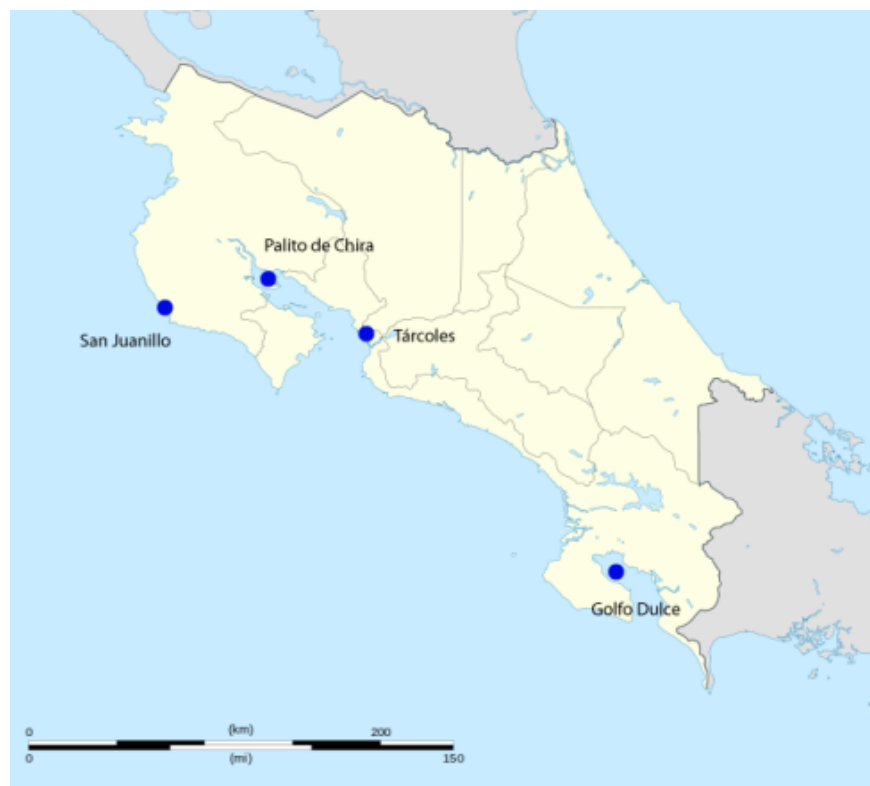 Palito de Chira
San Juanillo
Tárcoles
Golfo Dulce
0 (km) 200
0 (mi) 150